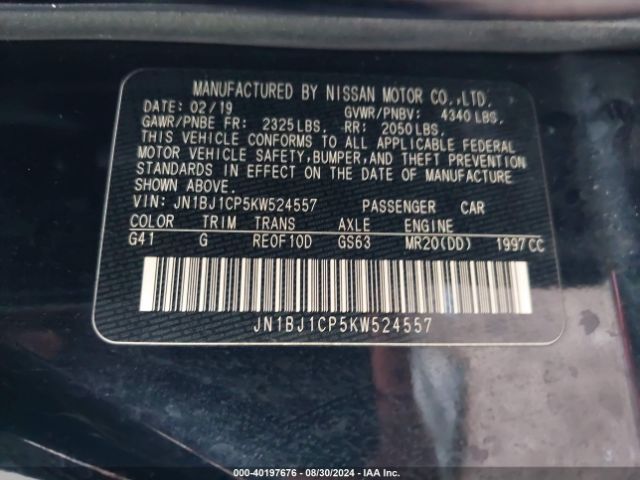 MANUFACTURED BY NISSAN MOTOR CO.,LTD.
DATE: 02/19 GVWR/PNBV: 4340 LBS.
GAWR/PNBE FR: 2325 LBS. RR: 2050 LBS.
THIS VEHICLE CONFORMS TO ALL APPLICABLE FEDERAL
MOTOR VEHICLE SAFETY, BUMPER, AND THEFT PREVENTION
STANDARDS IN EFFECT ON THE DATE OF MANUFACTURE
SHOWN ABOVE.
VIN: JN1BJ1CP5KW524557 PASSENGER CAR
COLOR TRIM TRANS AXLE ENGINE
G41 G RE0F10D GS63 MR20(DD) 1997 CC
JN1BJ1CP5KW524557
000-40197676 - 08/30/2024 - IAA Inc.